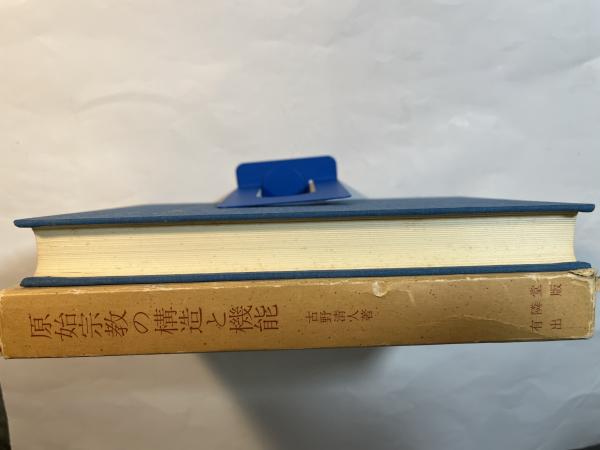 原始宗教の構造と機能
古野清人著
有隣堂出版